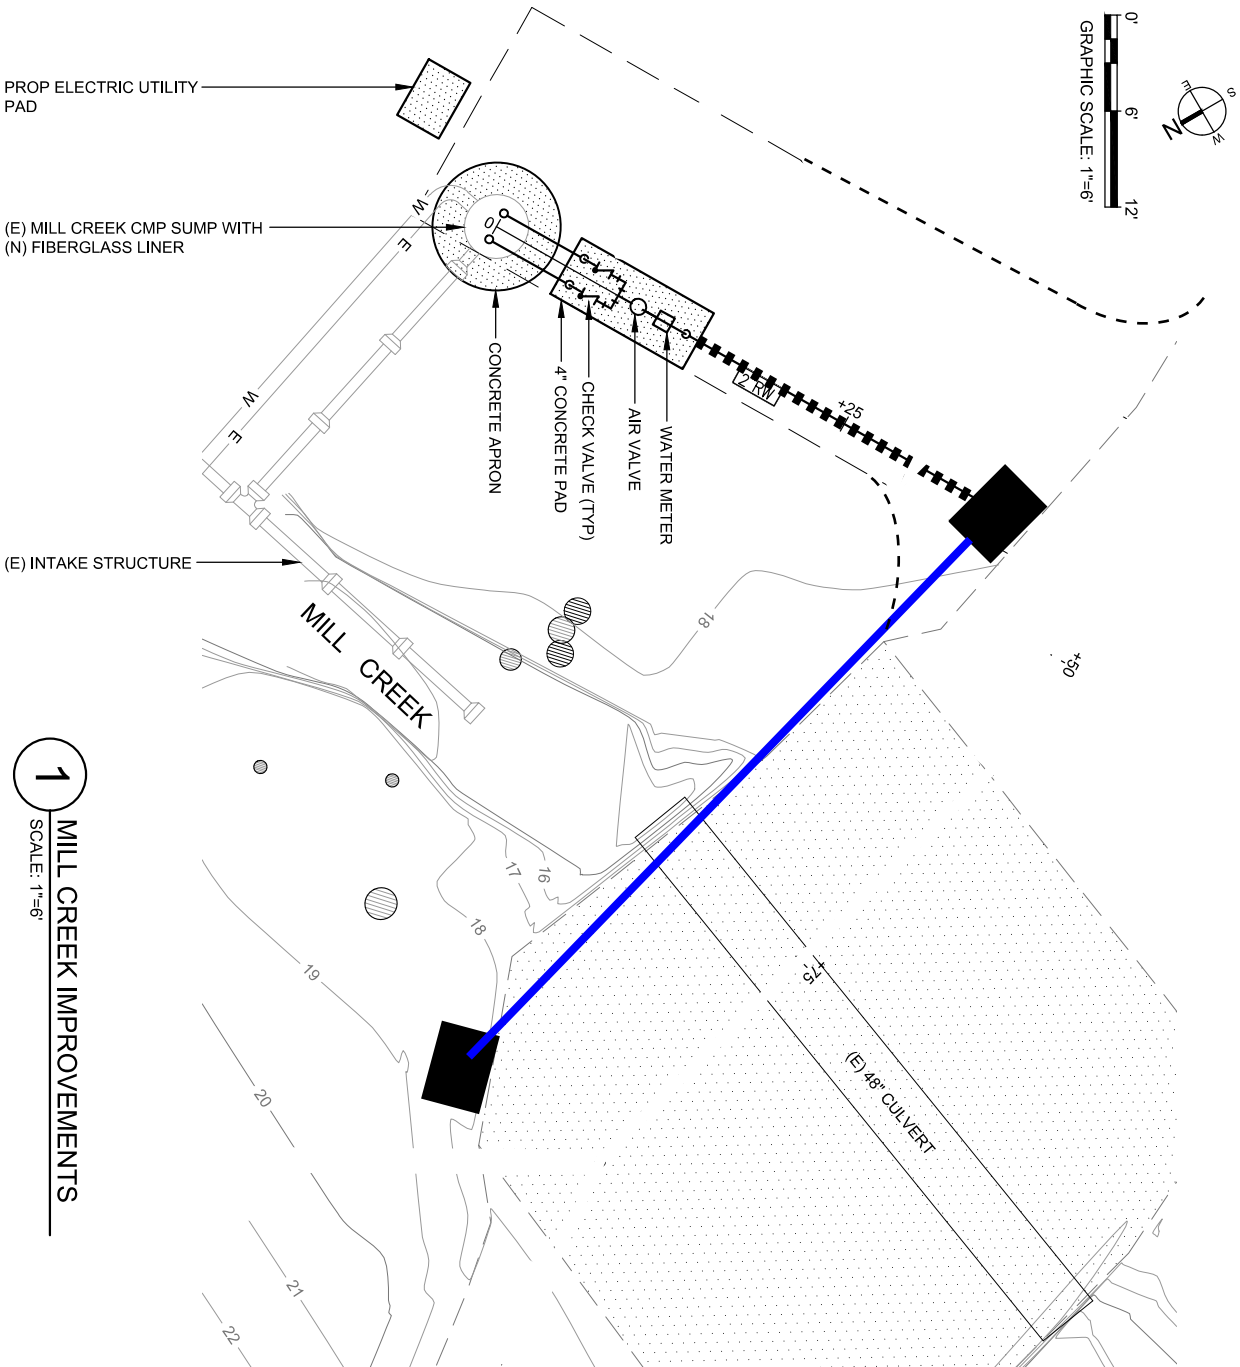 0'
6'
12'
GRAPHIC SCALE: 1"=6'
S
E
W
N
PROP ELECTRIC UTILITY
PAD
(E) MILL CREEK CMP SUMP WITH
(N) FIBERGLASS LINER
W
E
0
W
E
CONCRETE APRON
4" CONCRETE PAD
CHECK VALVE (TYP)
AIR VALVE
WATER METER
2 RW
+25
+50
+75
(E) INTAKE STRUCTURE
MILL CREEK
18
16
17
18
19
20
21
22
(E) 48" CULVERT
1
MILL CREEK IMPROVEMENTS
SCALE: 1"=6'